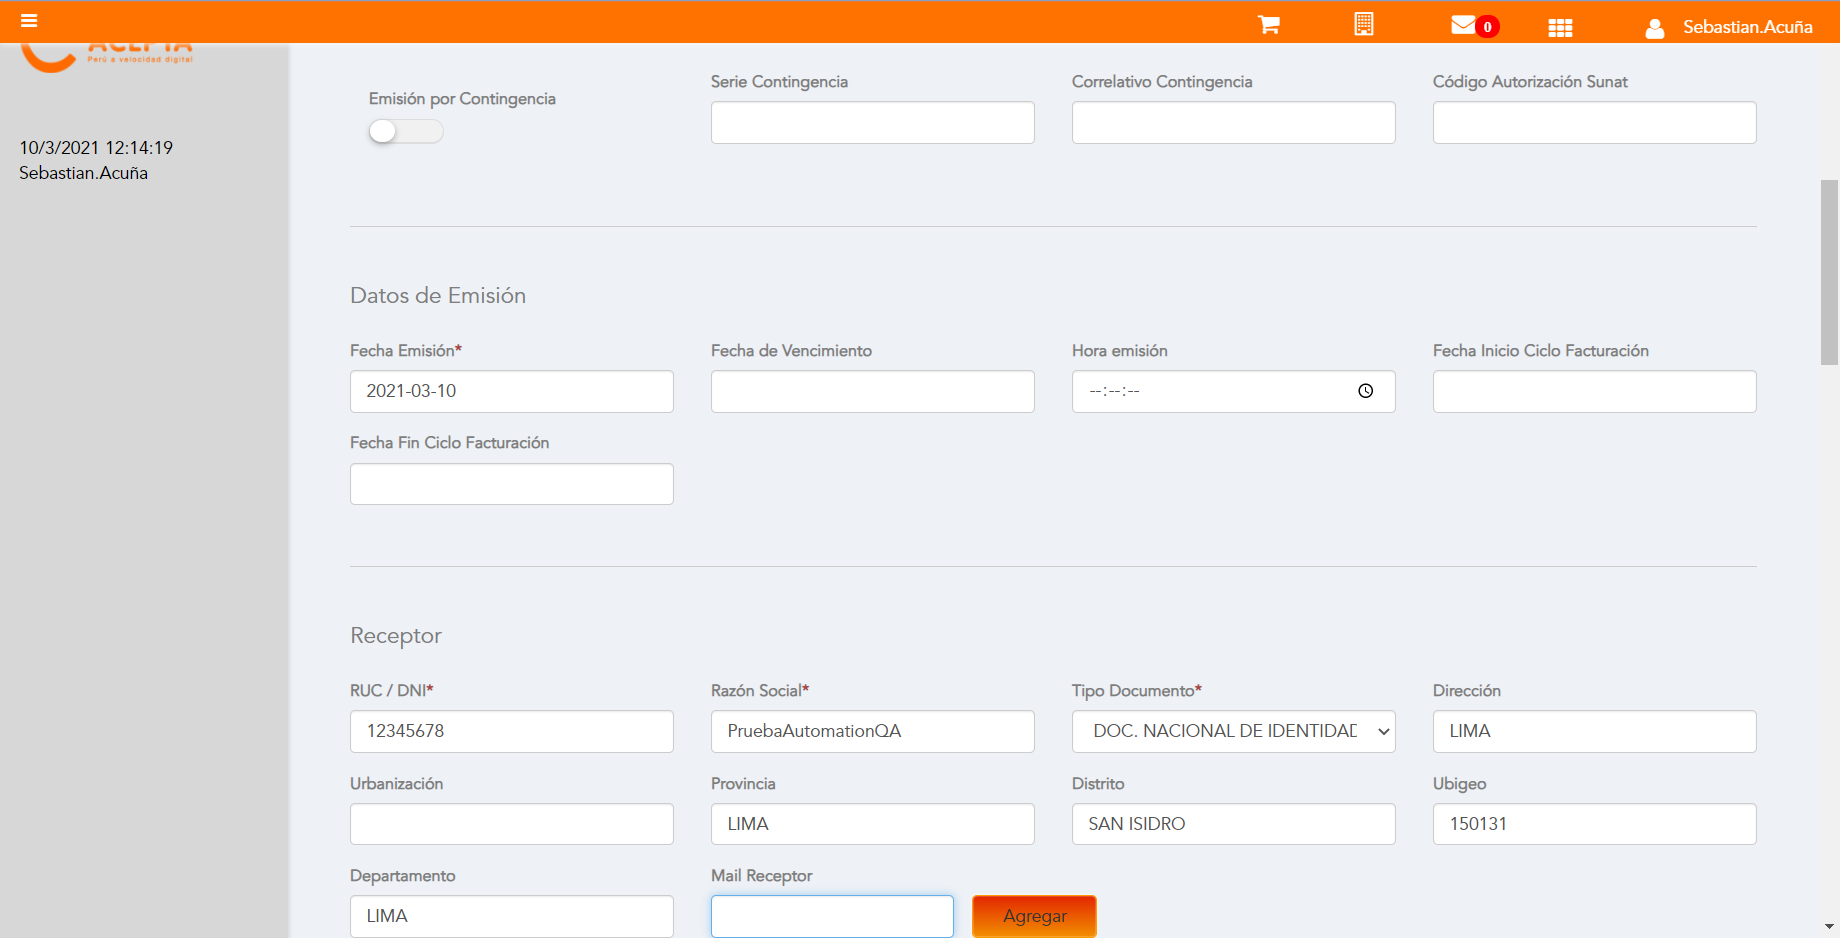 0
Sebastian.Acuña
ACEPTA
Perú a velocidad digital
10/3/2021 12:14:19
Sebastian.Acuña
Emisión por Contingencia
Serie Contingencia
Correlativo Contingencia
Código Autorización Sunat
Datos de Emisión
Fecha Emisión*
Fecha de Vencimiento
Hora emisión
Fecha Inicio Ciclo Facturación
2021-03-10
--:--:--
Fecha Fin Ciclo Facturación
Receptor
RUC / DNI*
Razón Social*
Tipo Documento*
Dirección
12345678
PruebaAutomationQA
DOC. NACIONAL DE IDENTIDAD
LIMA
Urbanización
Provincia
Distrito
Ubigeo
LIMA
SAN ISIDRO
150131
Departamento
Mail Receptor
LIMA
Agregar